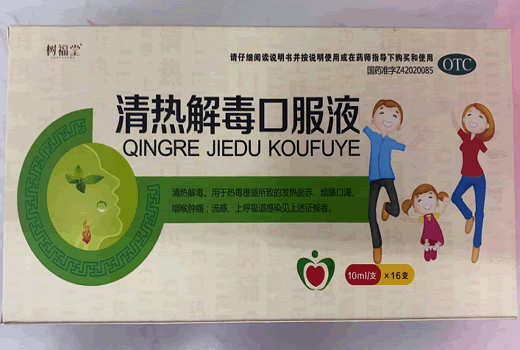 树福堂
请仔细阅读说明书并按说明使用或在药师指导下购买和使用
国药准字Z42020085
OTC
清热解毒口服液
QINGRE JIEDU KOUFUYE
清热解毒。用于热毒壅盛所致的发热面赤、烦躁口渴、
咽喉肿痛；流感、上呼吸道感染见上述证候者。
10ml/支 x 16支